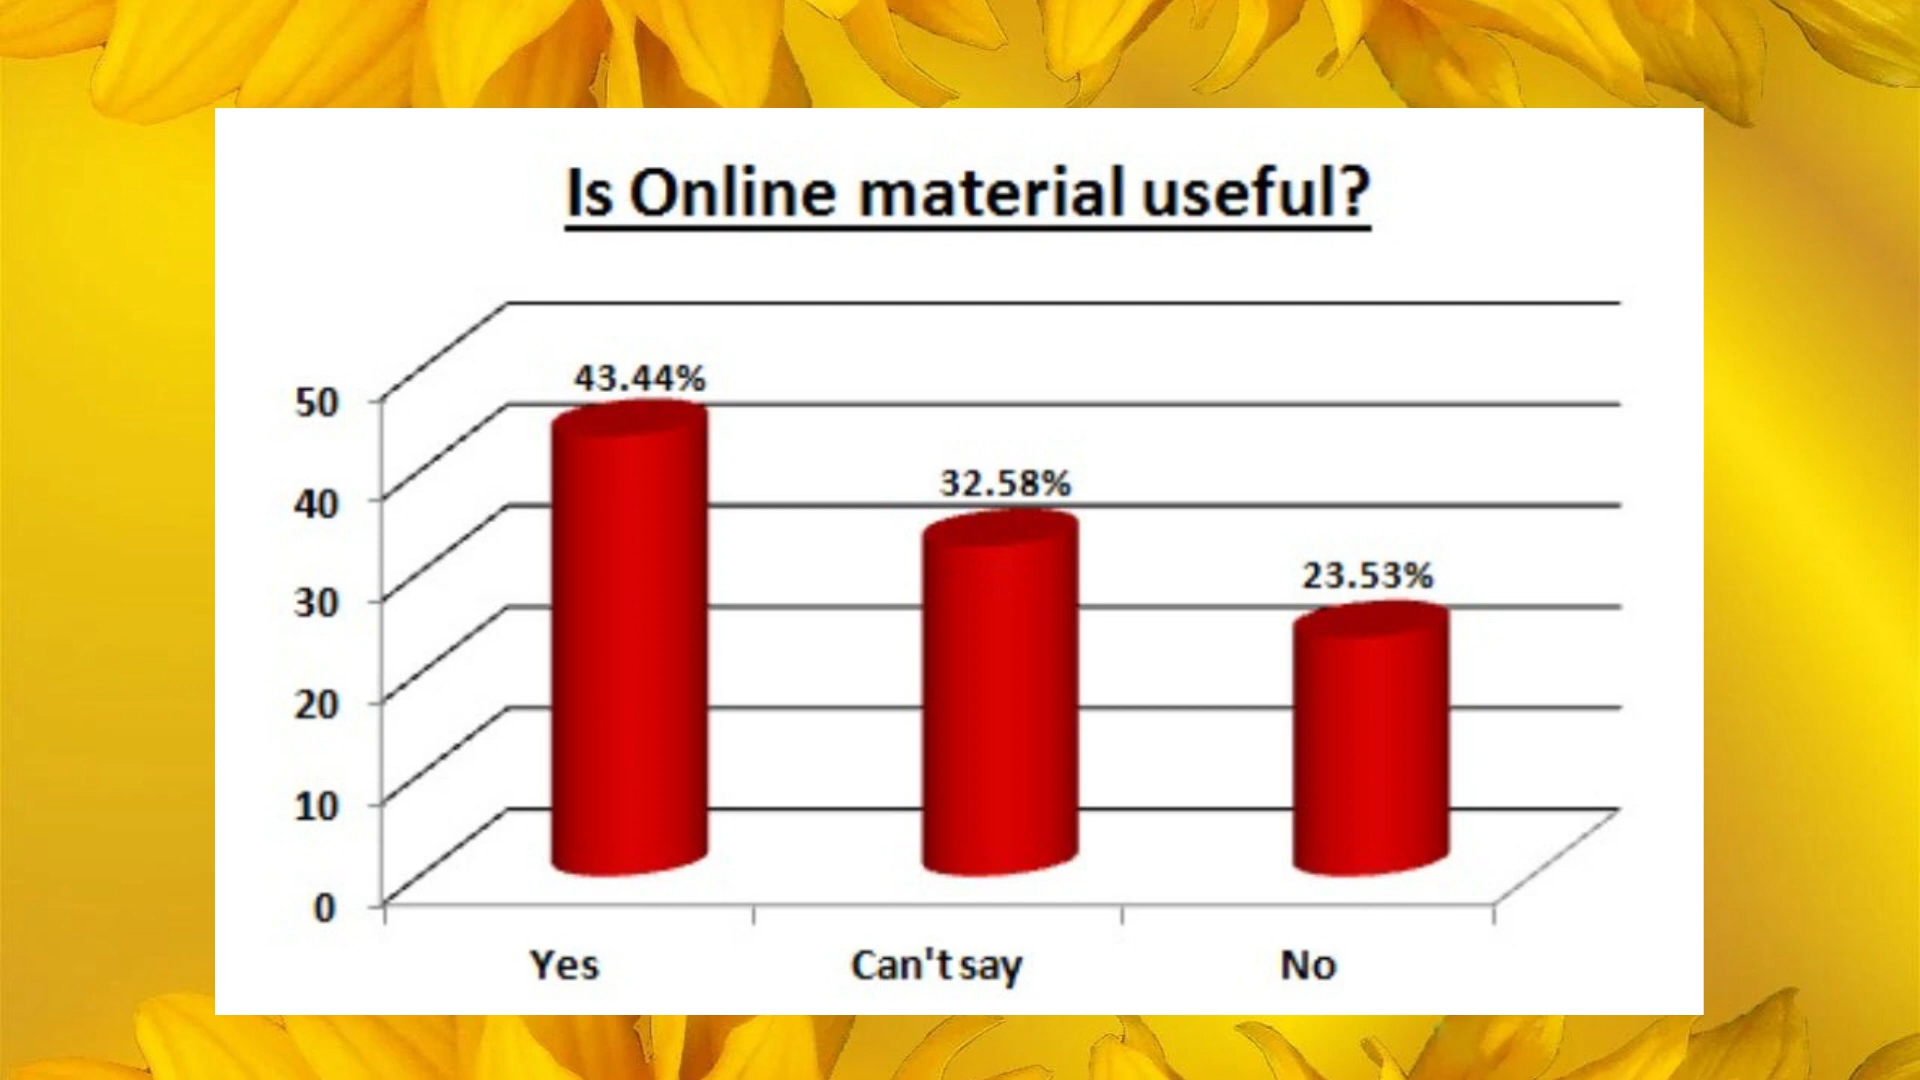 Is Online material useful?
43.44%
32.58%
23.53%
50
40
30
20
10
0
Yes
Can't say
No